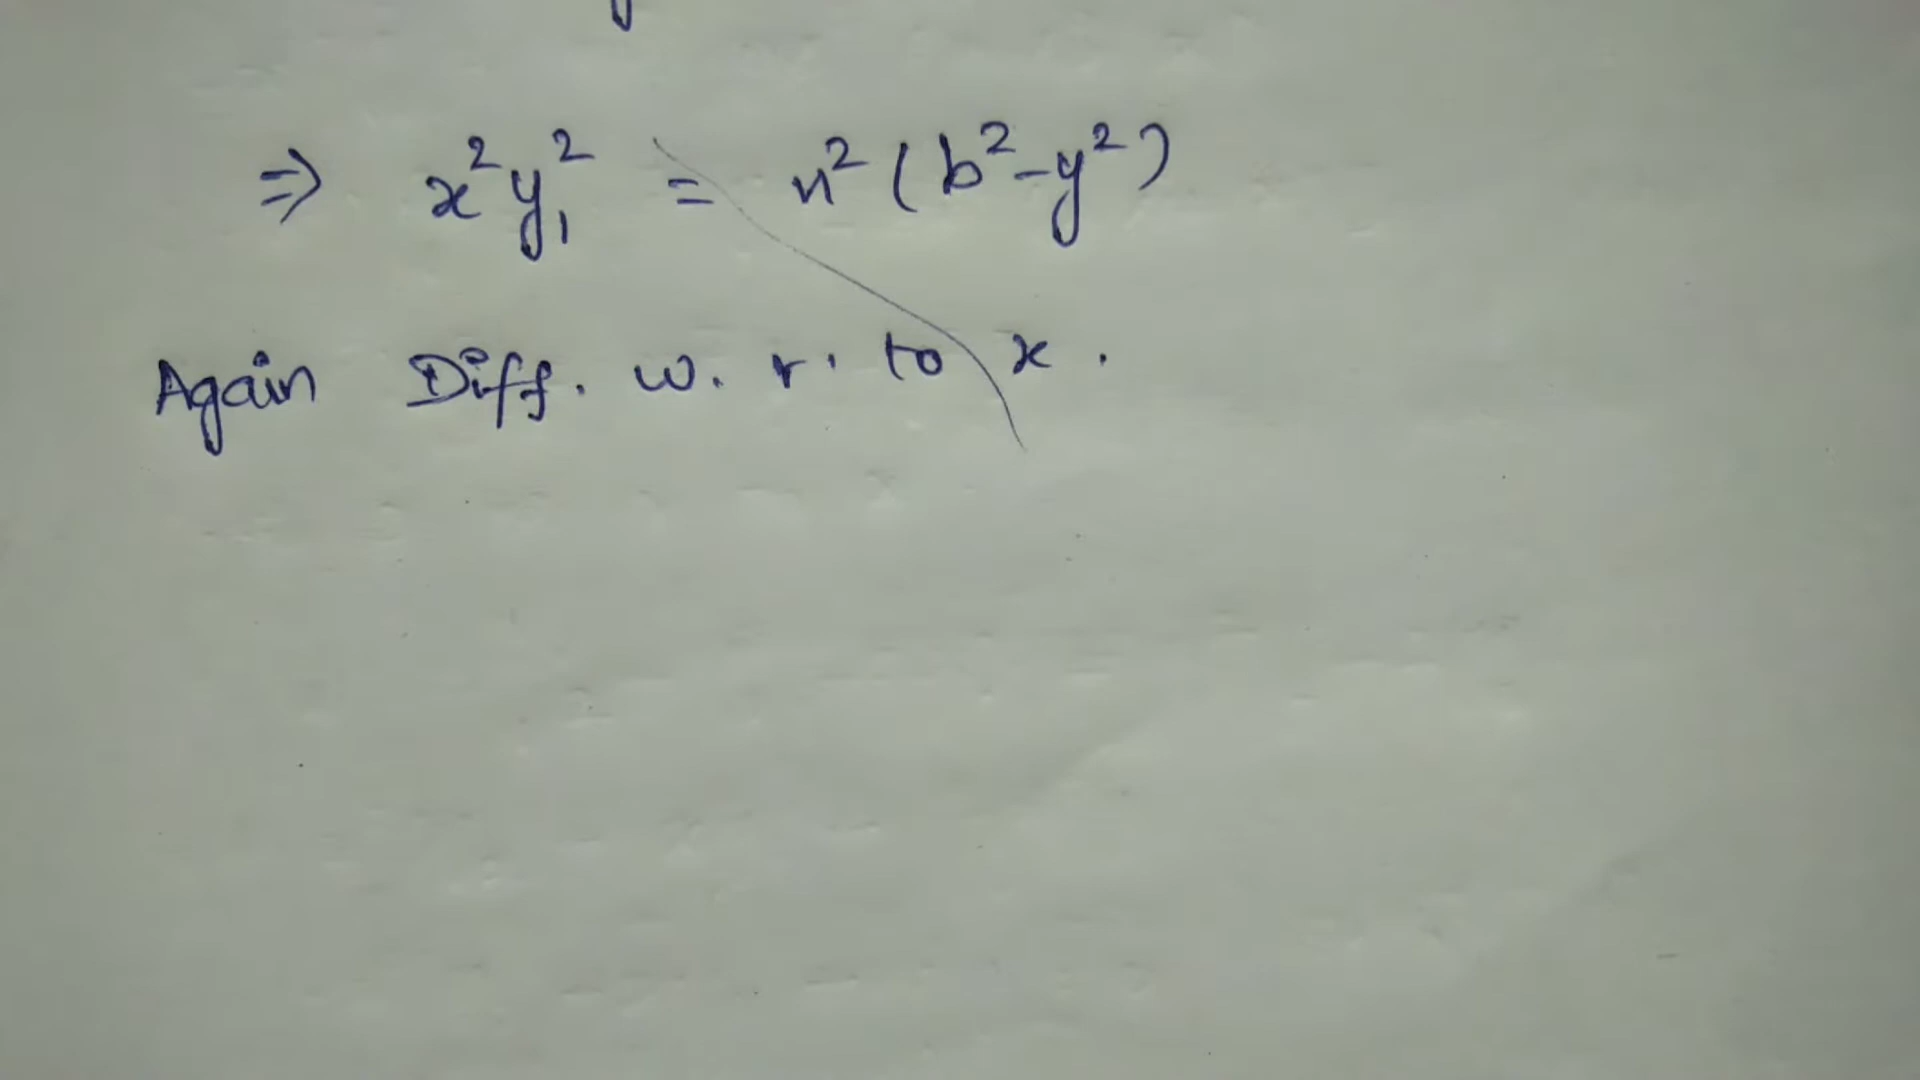 ⇒ x²y₁² = n²(b²-y²)
Again Diff. w. r. to x.